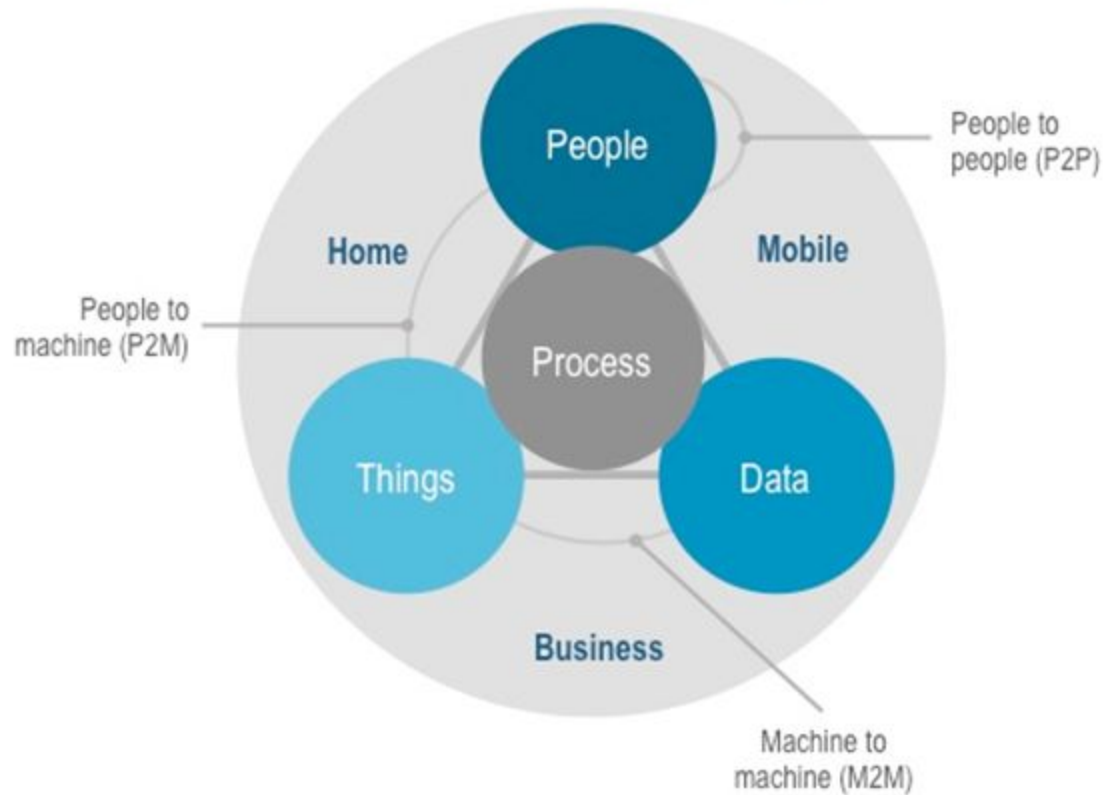 People
People to
people (P2P)
Home
Mobile
People to
machine (P2M)
Process
Things
Data
Business
Machine to
machine (M2M)